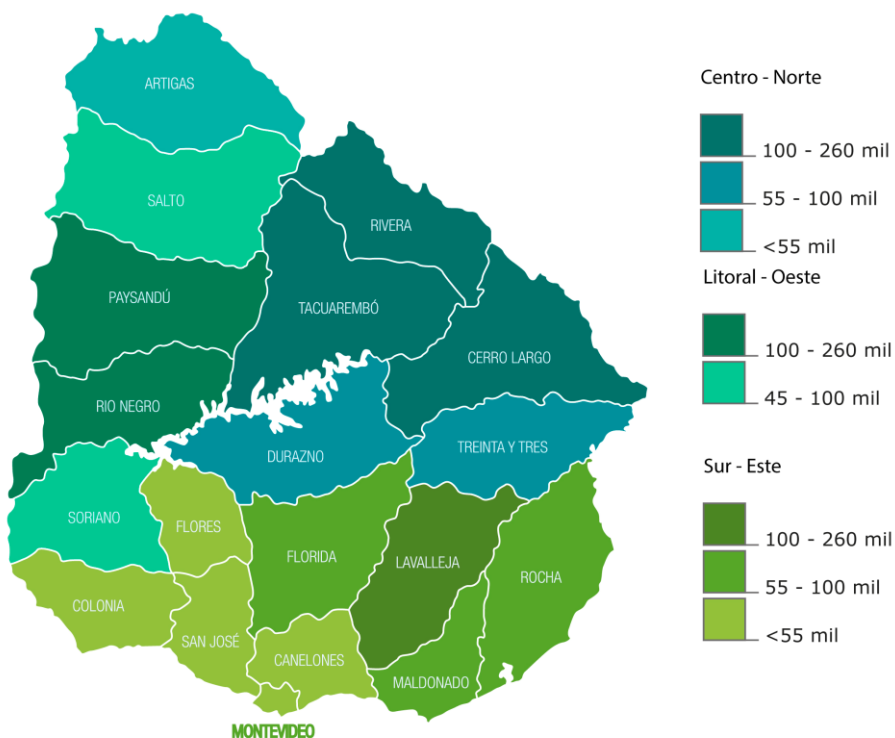 ARTIGAS
SALTO
RIVERA
PAYSANDÚ
TACUAREMBÓ
CERRO LARGO
RIO NEGRO
DURAZNO
TREINTA Y TRES
SORIANO
FLORES
FLORIDA
LAVALLEJA
ROCHA
COLONIA
SAN JOSÉ
CANELONES
MALDONADO
MONTEVIDEO
Centro - Norte
100 - 260 mil
55 - 100 mil
<55 mil
Litoral - Oeste
100 - 260 mil
45 - 100 mil
Sur - Este
100 - 260 mil
55 - 100 mil
<55 mil